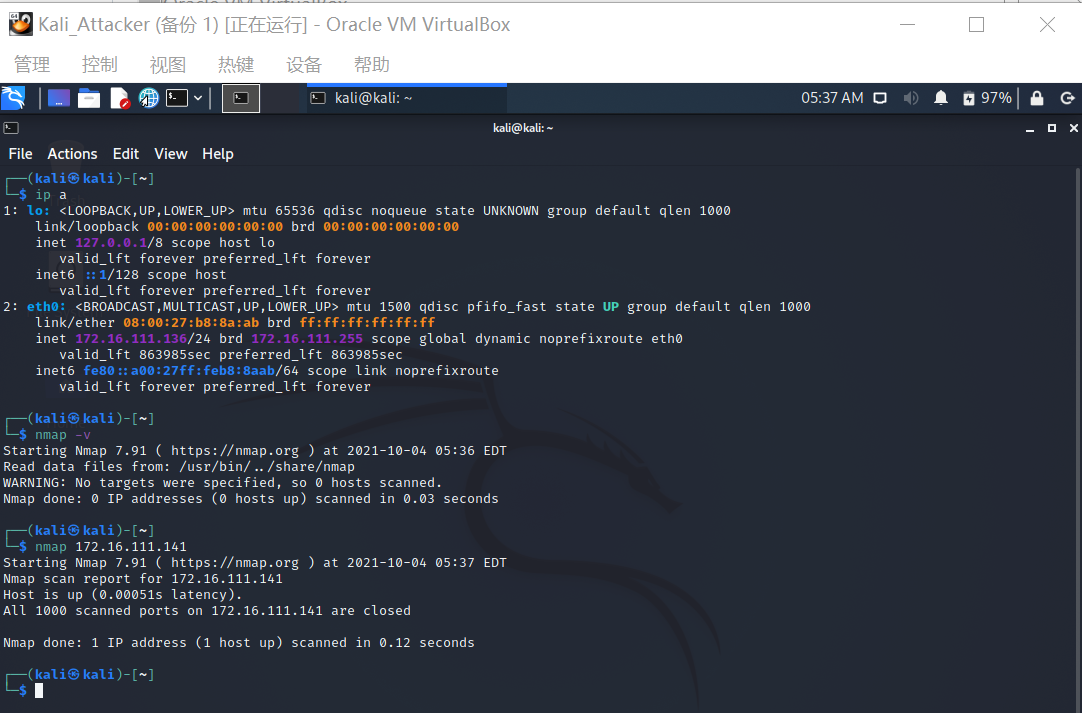 Kali_Attacker (备份 1) [正在运行] - Oracle VM VirtualBox
管理 控制 视图 热键 设备 帮助
kali@kali: ~ 05:37 AM 97%
kali@kali: ~
File Actions Edit View Help
┌──(kali㉿kali)-[~]
└─$ ip a
1: lo: <LOOPBACK,UP,LOWER_UP> mtu 65536 qdisc noqueue state UNKNOWN group default qlen 1000
    link/loopback 00:00:00:00:00:00 brd 00:00:00:00:00:00
    inet 127.0.0.1/8 scope host lo
       valid_lft forever preferred_lft forever
    inet6 ::1/128 scope host
       valid_lft forever preferred_lft forever
2: eth0: <BROADCAST,MULTICAST,UP,LOWER_UP> mtu 1500 qdisc pfifo_fast state UP group default qlen 1000
    link/ether 08:00:27:b8:8a:ab brd ff:ff:ff:ff:ff:ff
    inet 172.16.111.136/24 brd 172.16.111.255 scope global dynamic noprefixroute eth0
       valid_lft 863985sec preferred_lft 863985sec
    inet6 fe80::a00:27ff:feb8:8aab/64 scope link noprefixroute
       valid_lft forever preferred_lft forever
┌──(kali㉿kali)-[~]
└─$ nmap -v
Starting Nmap 7.91 ( https://nmap.org ) at 2021-10-04 05:36 EDT
Read data files from: /usr/bin/../share/nmap
WARNING: No targets were specified, so 0 hosts scanned.
Nmap done: 0 IP addresses (0 hosts up) scanned in 0.03 seconds
┌──(kali㉿kali)-[~]
└─$ nmap 172.16.111.141
Starting Nmap 7.91 ( https://nmap.org ) at 2021-10-04 05:37 EDT
Nmap scan report for 172.16.111.141
Host is up (0.00051s latency).
All 1000 scanned ports on 172.16.111.141 are closed
Nmap done: 1 IP address (1 host up) scanned in 0.12 seconds
┌──(kali㉿kali)-[~]
└─$